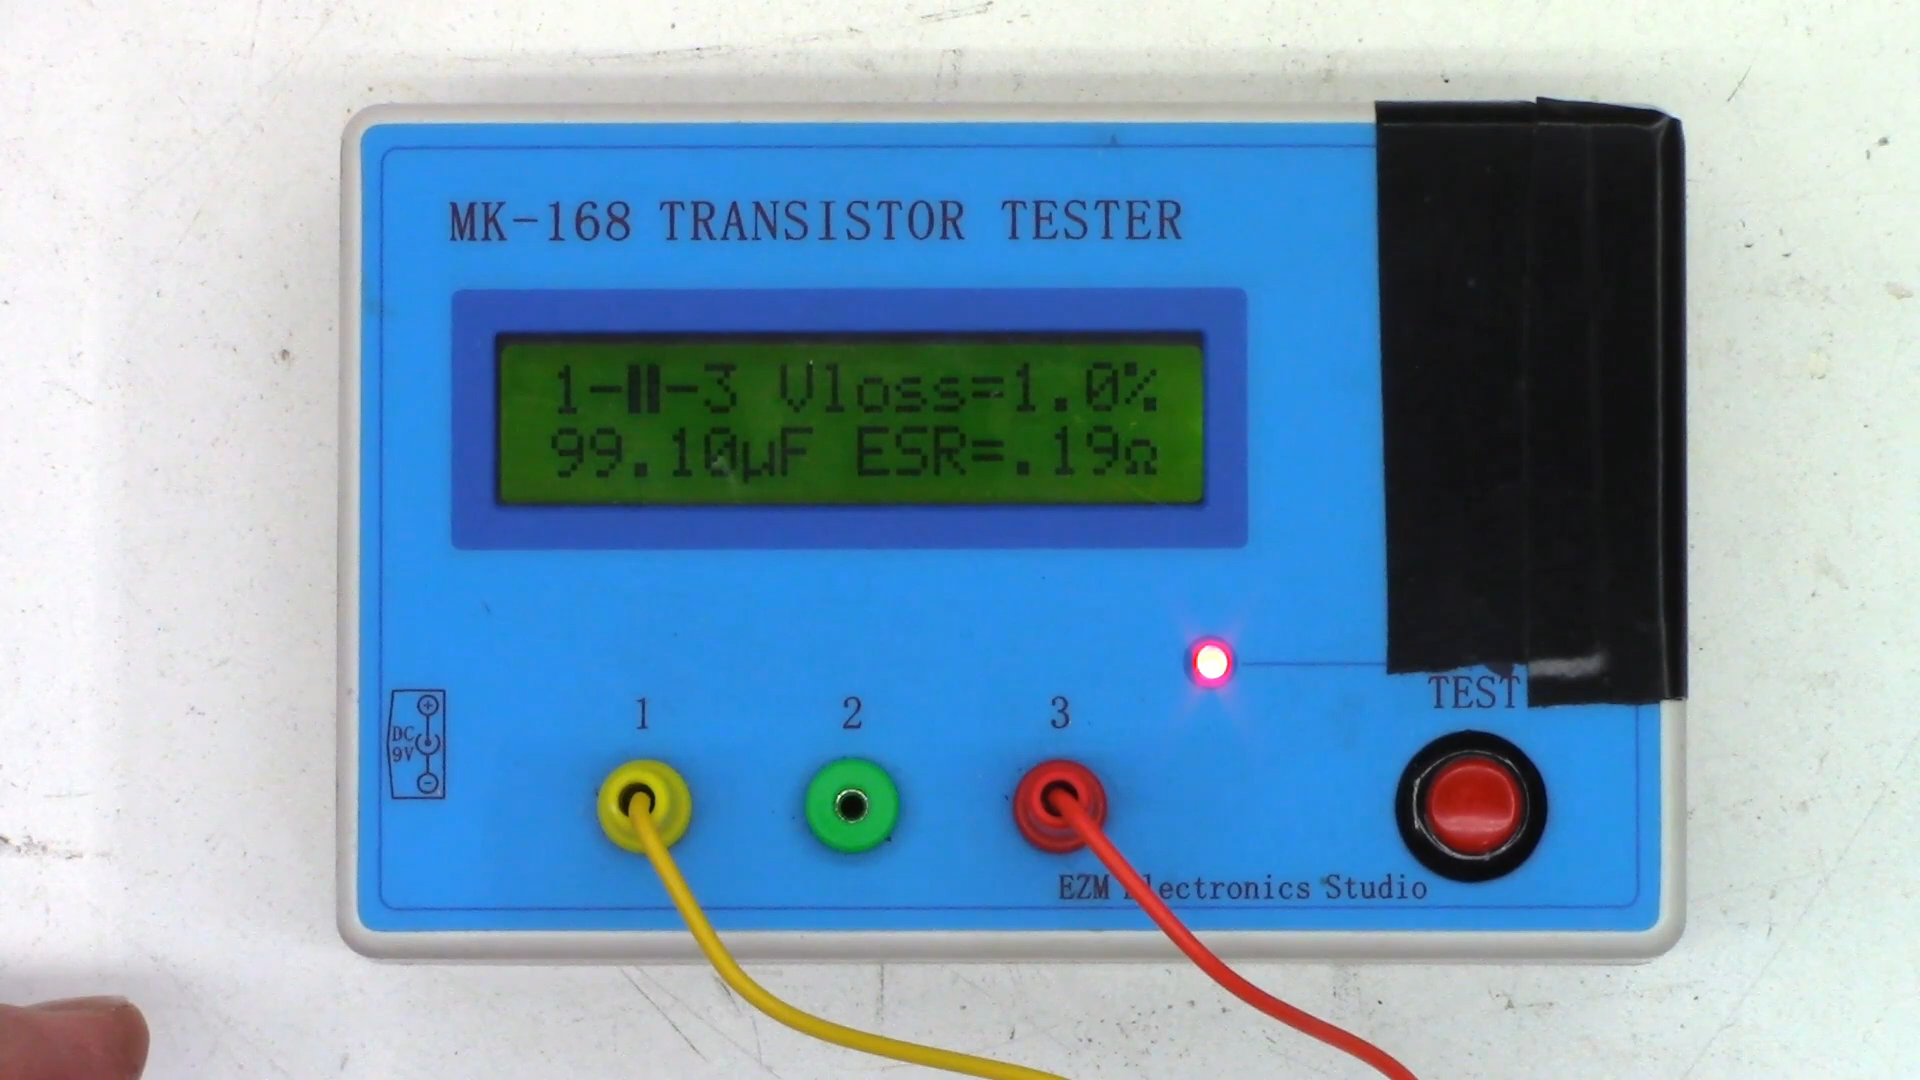 MK-168 TRANSISTOR TESTER
1-▮▮-3 Vloss=1.0%
99.10µF ESR=.19Ω
TEST
1 2 3
DC
9V
EZM Electronics Studio